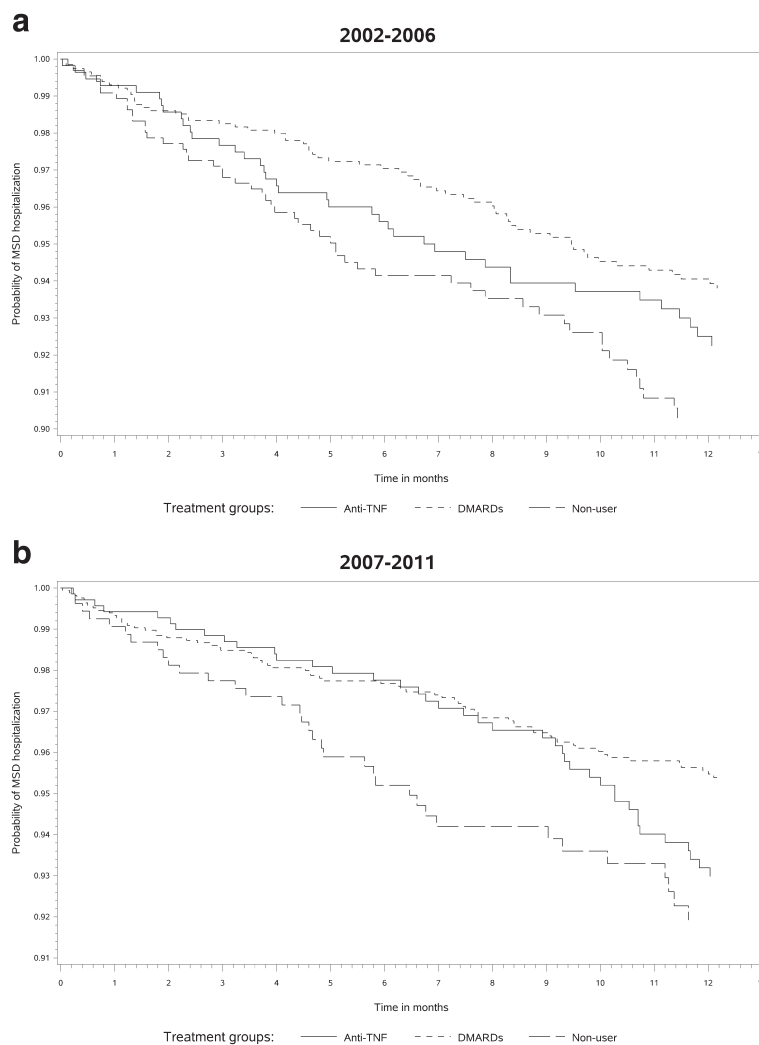 a
2002-2006
1.00
0.99
0.98
0.97
0.96
0.95
0.94
0.93
0.92
0.91
0.90
Probability of MSD hospitalization
0 1 2 3 4 5 6 7 8 9 10 11 12
Time in months
Treatment groups: Anti-TNF DMARDs Non-user
b
2007-2011
1.00
0.99
0.98
0.97
0.96
0.95
0.94
0.93
0.92
0.91
Probability of MSD hospitalization
0 1 2 3 4 5 6 7 8 9 10 11 12
Time in months
Treatment groups: Anti-TNF DMARDs Non-user